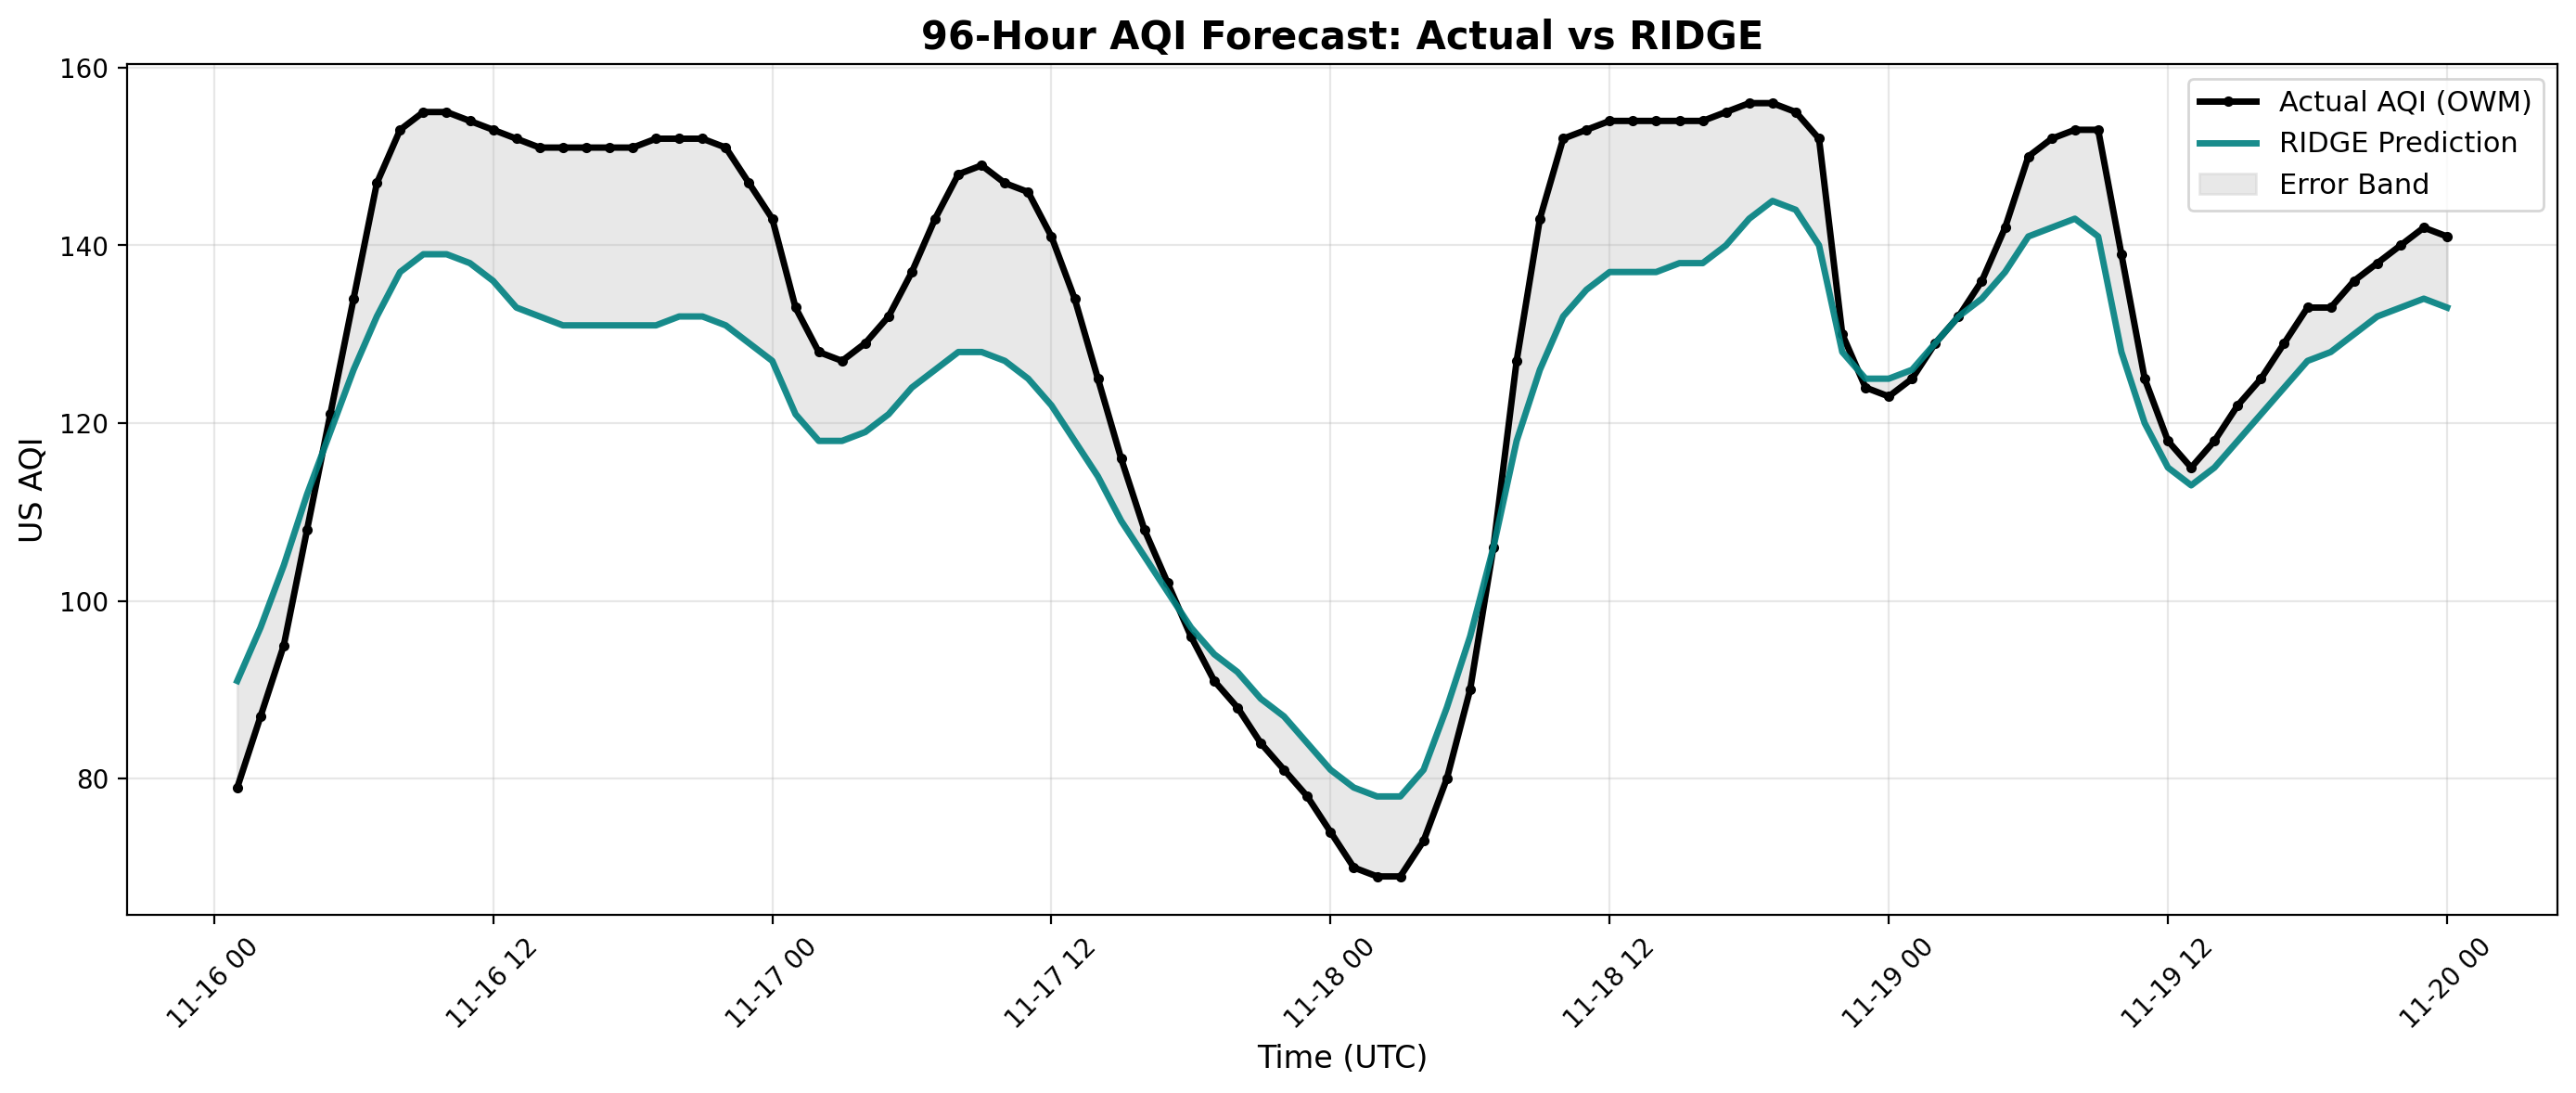 96-Hour AQI Forecast: Actual vs RIDGE
160
140
120
100
80
US AQI
Actual AQI (OWM)
RIDGE Prediction
Error Band
11-16 00
11-16 12
11-17 00
11-17 12
11-18 00
11-18 12
11-19 00
11-19 12
11-20 00
Time (UTC)